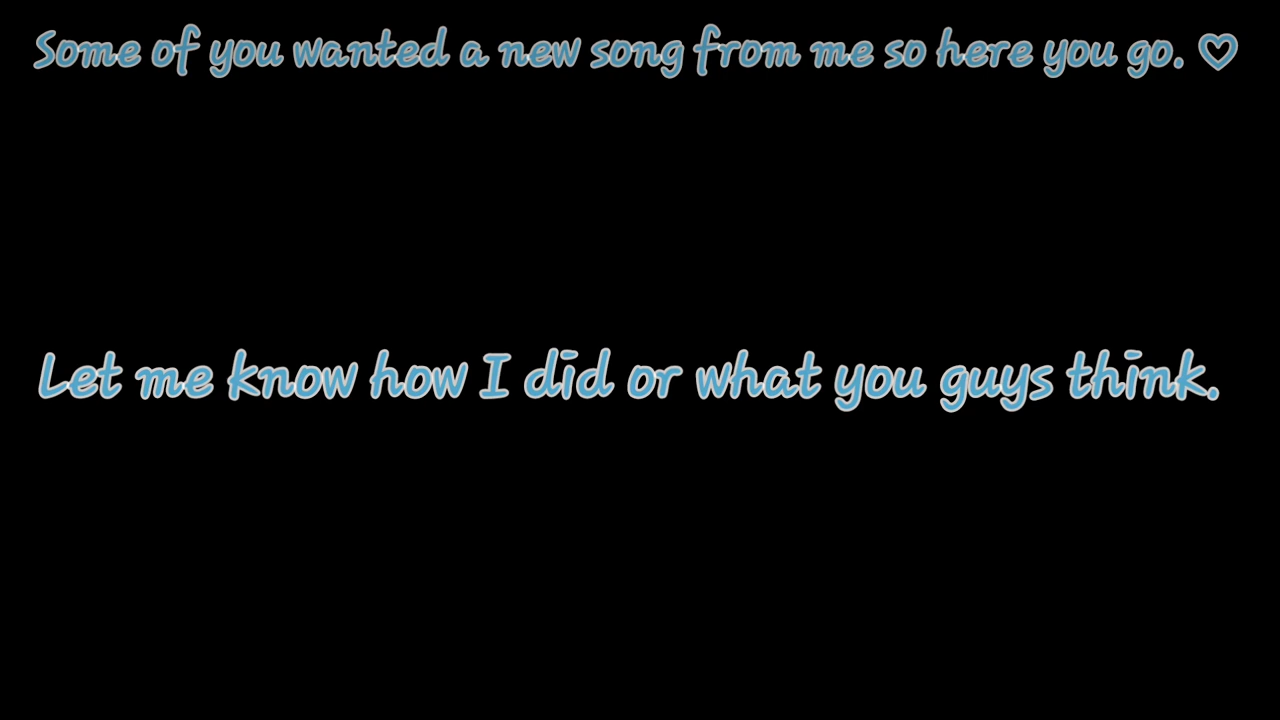 Some of you wanted a new song from me so here you go. ♡
Let me know how I did or what you guys think.